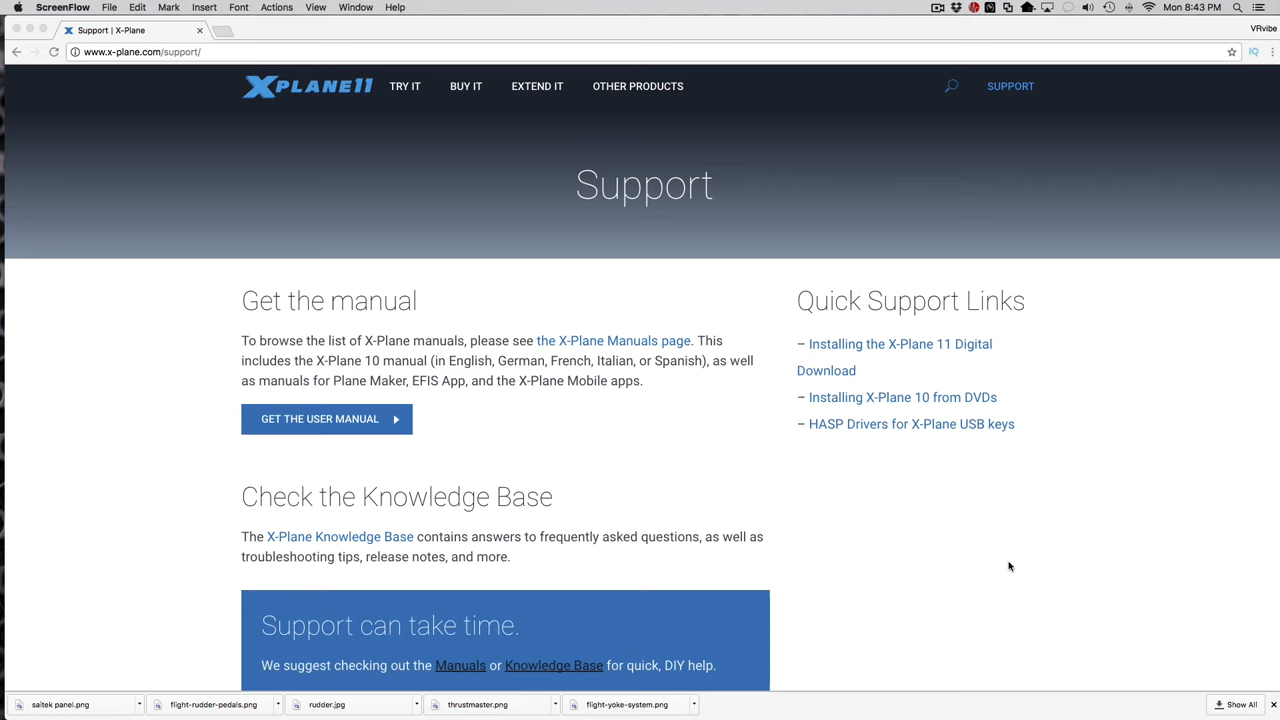 ScreenFlow File Edit Mark Insert Font Actions View Window Help Mon 8:43 PM
Support | X-Plane VRvibe
www.x-plane.com/support/ IQ
XPLANE11 TRY IT BUY IT EXTEND IT OTHER PRODUCTS SUPPORT
Support
Get the manual
To browse the list of X-Plane manuals, please see the X-Plane Manuals page. This
includes the X-Plane 10 manual (in English, German, French, Italian, or Spanish), as well
as manuals for Plane Maker, EFIS App, and the X-Plane Mobile apps.
GET THE USER MANUAL
Check the Knowledge Base
The X-Plane Knowledge Base contains answers to frequently asked questions, as well as
troubleshooting tips, release notes, and more.
Support can take time.
We suggest checking out the Manuals or Knowledge Base for quick, DIY help.
Quick Support Links
– Installing the X-Plane 11 Digital
Download
– Installing X-Plane 10 from DVDs
– HASP Drivers for X-Plane USB keys
saitek panel.png flight-rudder-pedals.png rudder.jpg thrustmaster.png flight-yoke-system.png Show All